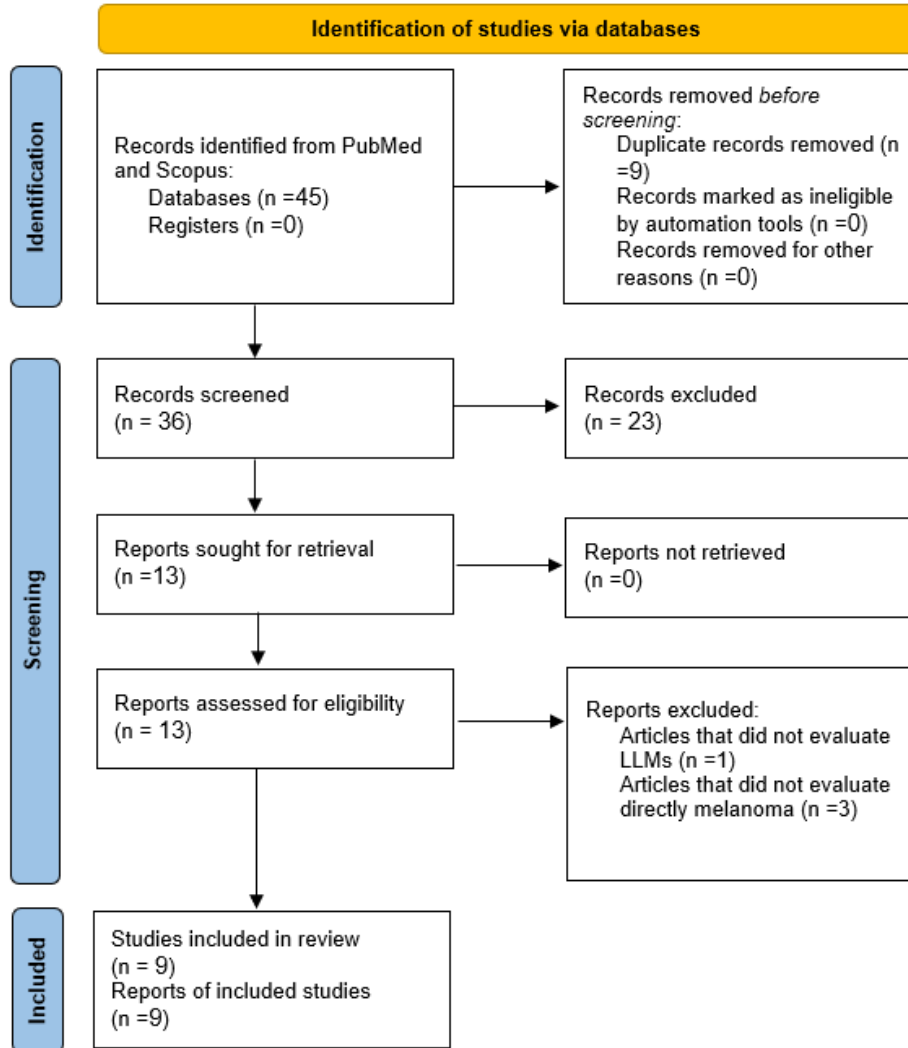 Identification of studies via databases
Identification
Records identified from PubMed
and Scopus:
Databases (n =45)
Registers (n =0)
Records removed before
screening:
Duplicate records removed (n
=9)
Records marked as ineligible
by automation tools (n =0)
Records removed for other
reasons (n =0)
Screening
Records screened
(n = 36)
Records excluded
(n = 23)
Reports sought for retrieval
(n =13)
Reports not retrieved
(n =0)
Reports assessed for eligibility
(n = 13)
Reports excluded:
Articles that did not evaluate
LLMs (n =1)
Articles that did not evaluate
directly melanoma (n =3)
Included
Studies included in review
(n = 9)
Reports of included studies
(n =9)